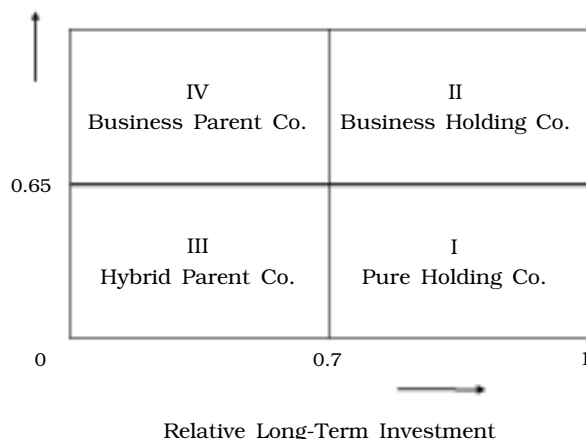 IV
Business Parent Co.
II
Business Holding Co.
0.65
III
Hybrid Parent Co.
I
Pure Holding Co.
0
0.7
Relative Long-Term Investment